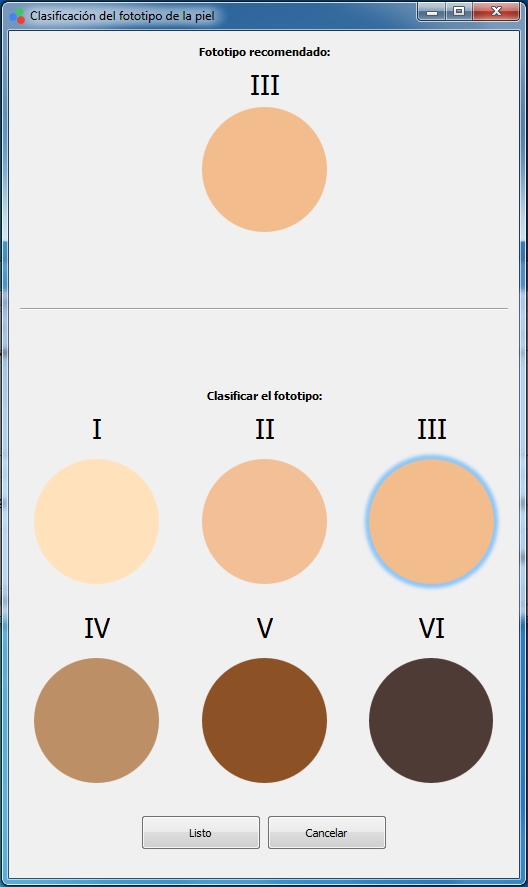 Clasificación del fototipo de la piel
Fototipo recomendado:
III
Clasificar el fototipo:
I II III
IV V VI
Listo Cancelar